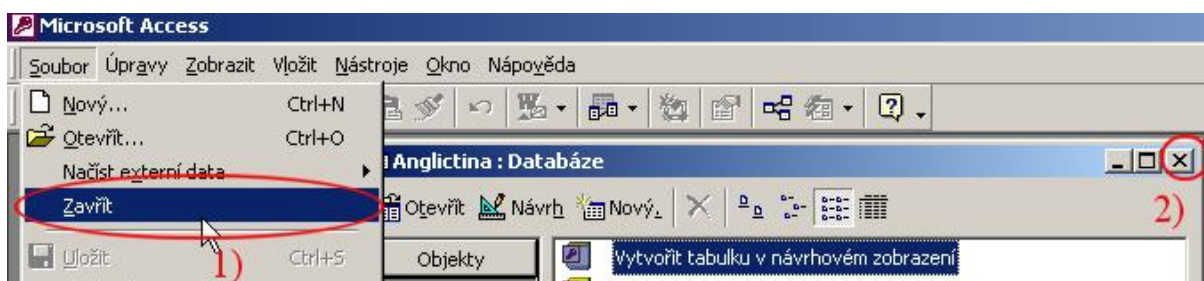 Microsoft Access
Soubor Úpravy Zobrazit Vložit Nástroje Okno Nápověda
Nový... Ctrl+N
Otevřít... Ctrl+O
Načíst externí data
Anglictina : Databáze
Zavřít
Otevřít Návrh Nový
2)
Uložit Ctrl+S
1)
Objekty
Vytvořit tabulku v návrhovém zobrazení